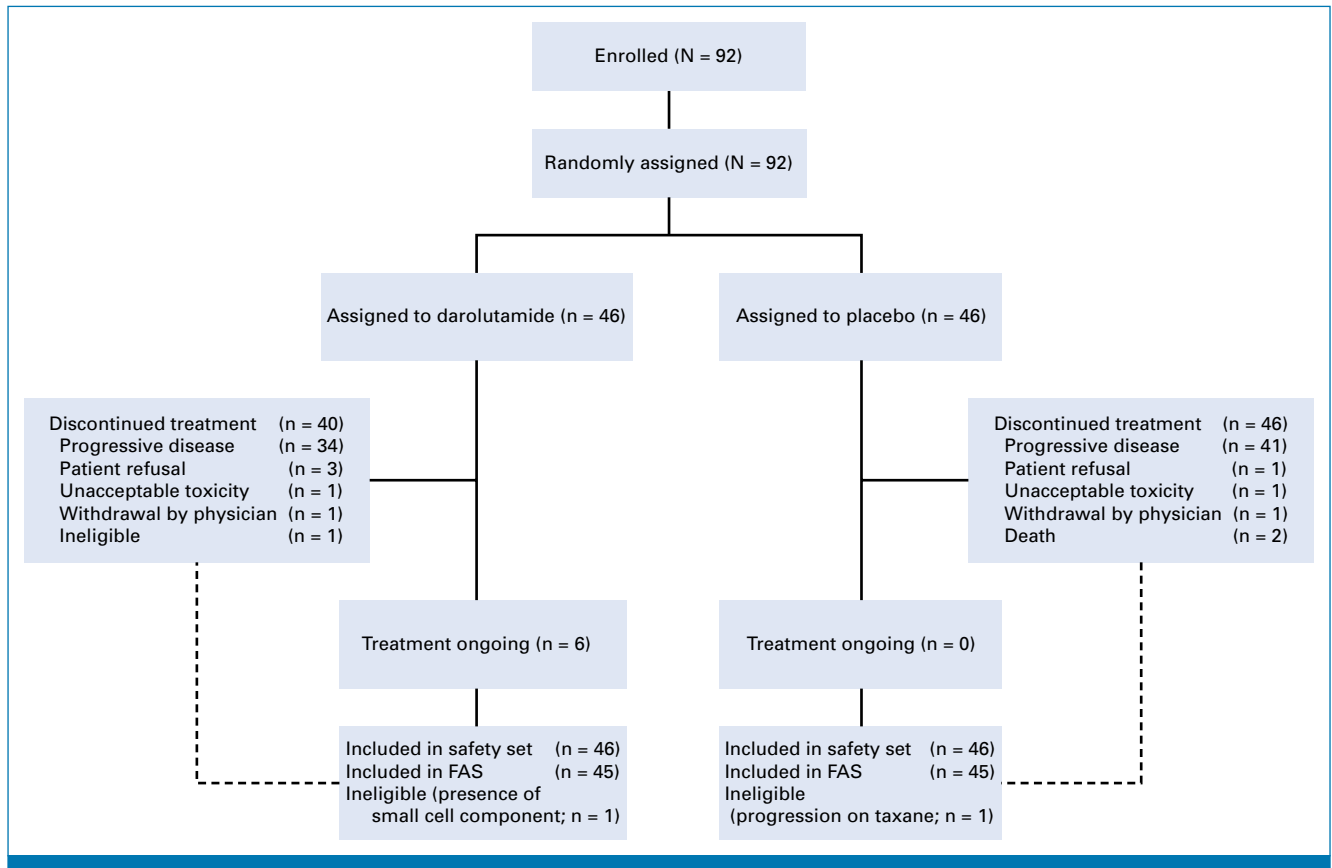 Enrolled (N = 92)
Randomly assigned (N = 92)
Assigned to darolutamide (n = 46)
Assigned to placebo (n = 46)
Discontinued treatment (n = 40)
Progressive disease (n = 34)
Patient refusal (n = 3)
Unacceptable toxicity (n = 1)
Withdrawal by physician (n = 1)
Ineligible (n = 1)
Discontinued treatment (n = 46)
Progressive disease (n = 41)
Patient refusal (n = 1)
Unacceptable toxicity (n = 1)
Withdrawal by physician (n = 1)
Death (n = 2)
Treatment ongoing (n = 6)
Treatment ongoing (n = 0)
Included in safety set (n = 46)
Included in FAS (n = 45)
Ineligible (presence of
small cell component; n = 1)
Included in safety set (n = 46)
Included in FAS (n = 45)
Ineligible
(progression on taxane; n = 1)